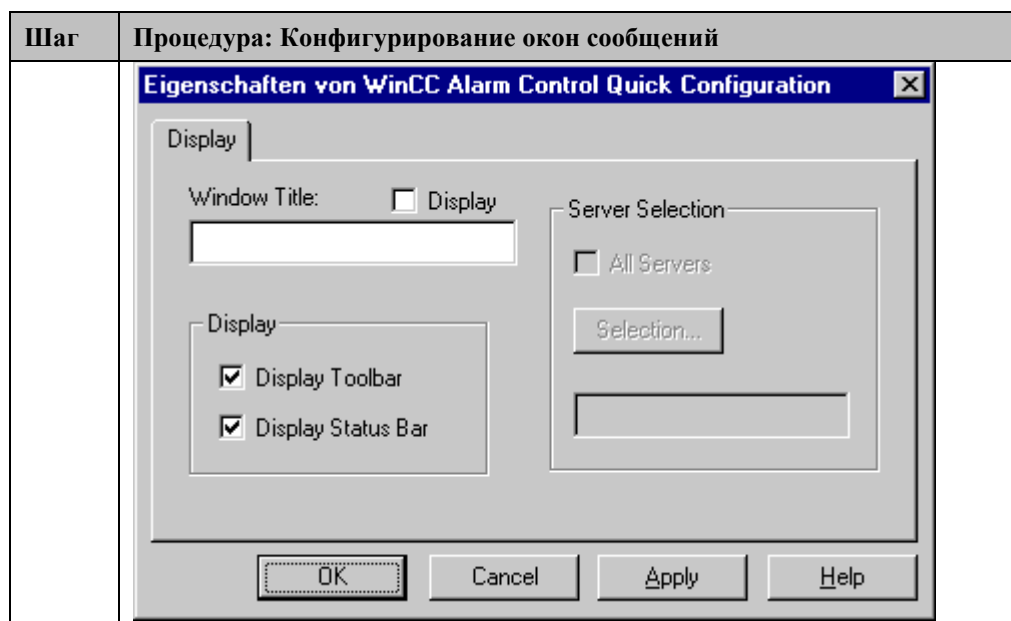 Шаг Процедура: Конфигурирование окон сообщений
Eigenschaften von WinCC Alarm Control Quick Configuration
Display
Window Title: Display
Server Selection
All Servers
Selection...
Display
Display Toolbar
Display Status Bar
OK Cancel Apply Help